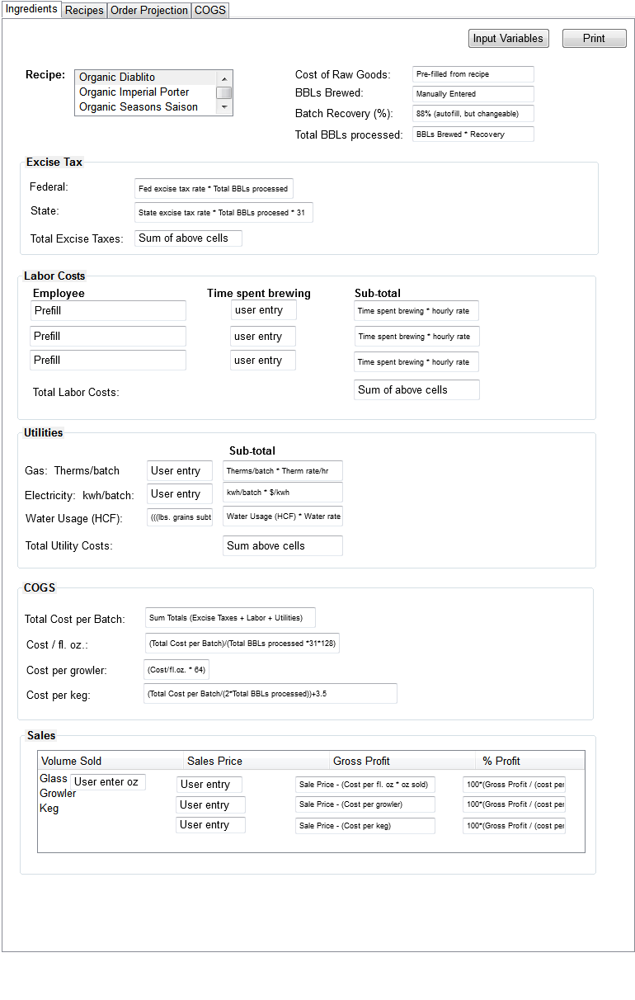 Ingredients Recipes Order Projection COGS
Input Variables Print
Recipe:
Organic Diablito
Organic Imperial Porter
Organic Seasons Saison
Cost of Raw Goods: Pre-filled from recipe
BBLs Brewed: Manually Entered
Batch Recovery (%): 88% (autofill, but changeable)
Total BBLs processed: BBLs Brewed * Recovery
Excise Tax
Federal: Fed excise tax rate * Total BBLs processed
State: State excise tax rate * Total BBLs procesed * 31
Total Excise Taxes: Sum of above cells
Labor Costs
Employee Time spent brewing Sub-total
Prefill user entry Time spent brewing * hourly rate
Prefill user entry Time spent brewing * hourly rate
Prefill user entry Time spent brewing * hourly rate
Total Labor Costs: Sum of above cells
Utilities
Sub-total
Gas: Therms/batch User entry Therms/batch * Therm rate/hr
Electricity: kwh/batch: User entry kwh/batch * $/kwh
Water Usage (HCF): (((lbs. grains subt Water Usage (HCF) * Water rate
Total Utility Costs: Sum above cells
COGS
Total Cost per Batch: Sum Totals (Excise Taxes + Labor + Utilities)
Cost / fl. oz.: (Total Cost per Batch)/(Total BBLs processed *31*128)
Cost per growler: (Cost/fl.oz. * 64)
Cost per keg: (Total Cost per Batch/(2*Total BBLs processed))+3.5
Sales
Volume Sold Sales Price Gross Profit % Profit
Glass User enter oz User entry Sale Price - (Cost per fl. oz * oz sold) 100*(Gross Profit / (cost per
Growler User entry Sale Price - (Cost per growler) 100*(Gross Profit / (cost per
Keg User entry Sale Price - (Cost per keg) 100*(Gross Profit / (cost per